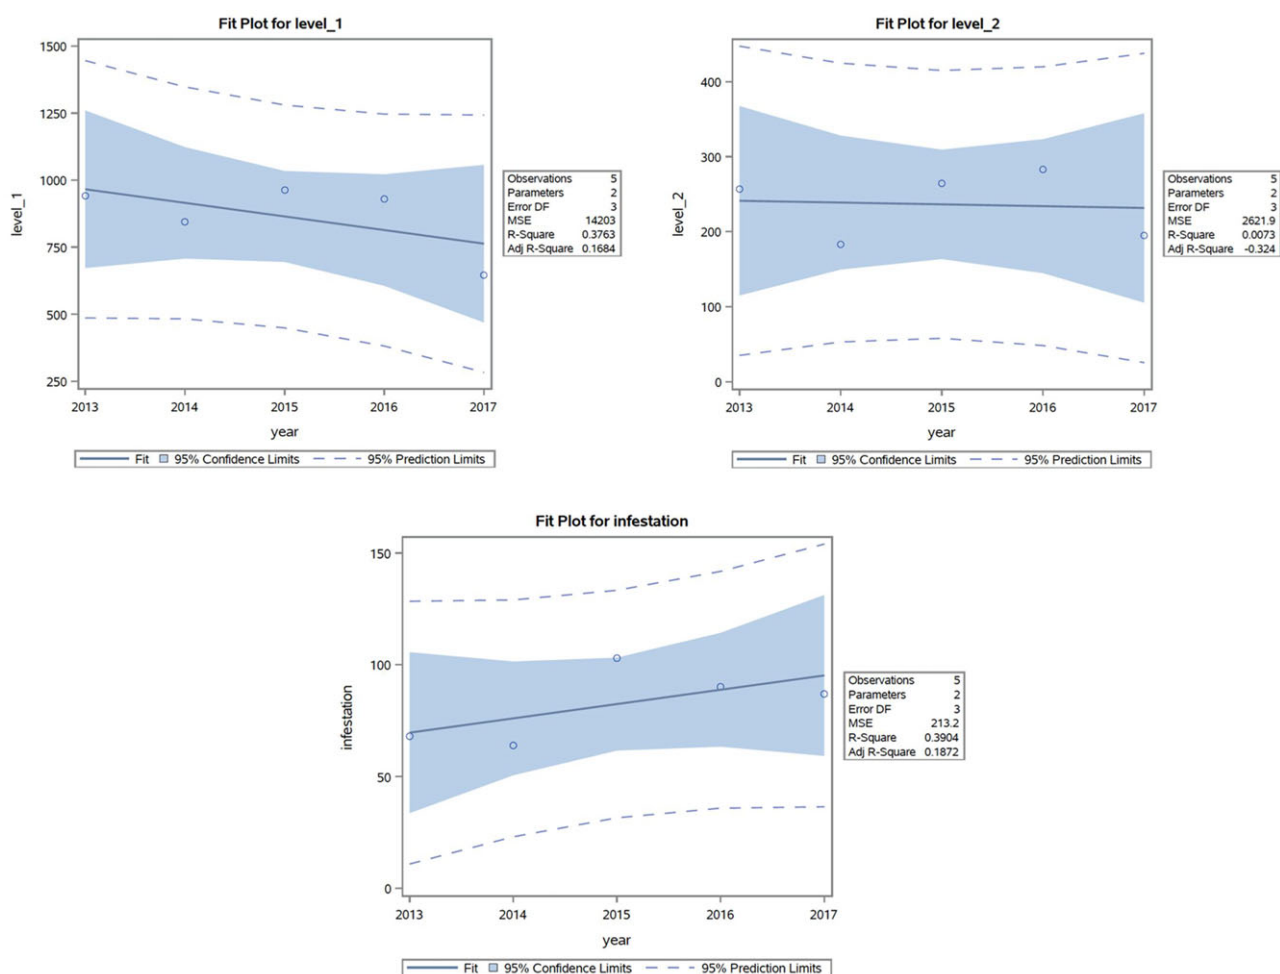 Fit Plot for level_1
1500
1250
1000
750
500
250
level_1
2013 2014 2015 2016 2017
year
Observations 5
Parameters 2
Error DF 3
MSE 14203
R-Square 0.3763
Adj R-Square 0.1684
Fit 95% Confidence Limits 95% Prediction Limits
Fit Plot for level_2
400
300
200
100
0
level_2
2013 2014 2015 2016 2017
year
Observations 5
Parameters 2
Error DF 3
MSE 2621.9
R-Square 0.0073
Adj R-Square -0.324
Fit 95% Confidence Limits 95% Prediction Limits
Fit Plot for infestation
150
100
50
0
infestation
2013 2014 2015 2016 2017
year
Observations 5
Parameters 2
Error DF 3
MSE 213.2
R-Square 0.3904
Adj R-Square 0.1872
Fit 95% Confidence Limits 95% Prediction Limits